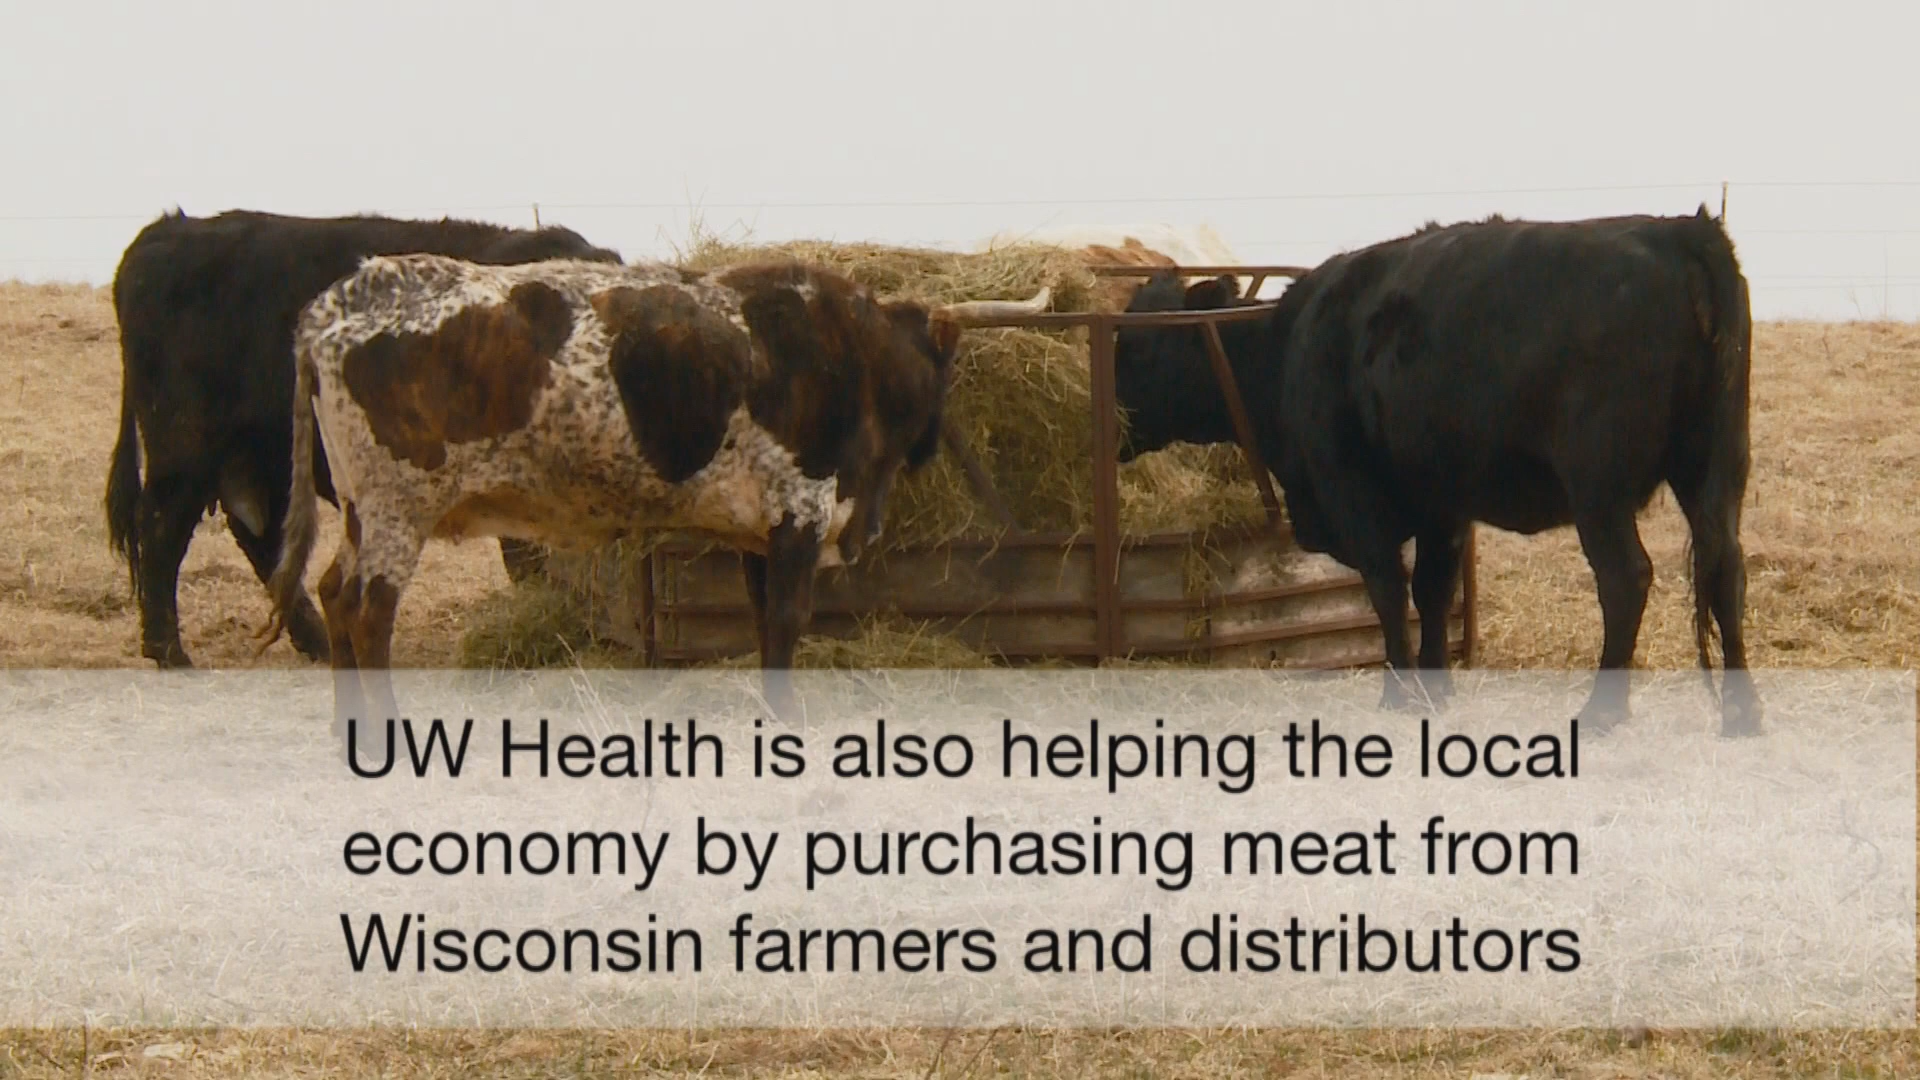 UW Health is also helping the local
economy by purchasing meat from
Wisconsin farmers and distributors